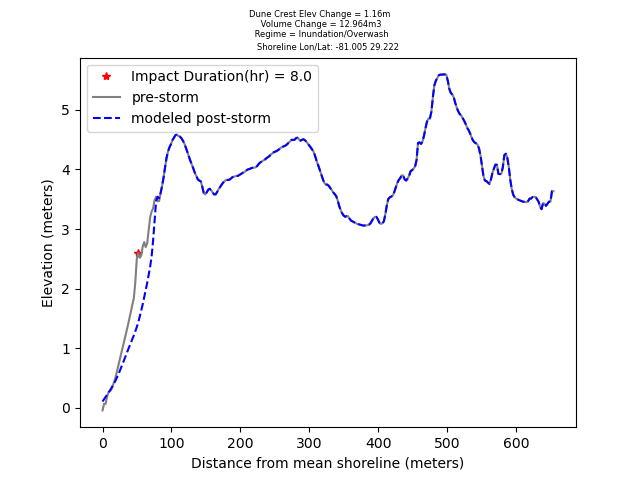 Dune Crest Elev Change = 1.16m
Volume Change = 12.964m3
Regime = Inundation/Overwash
Shoreline Lon/Lat: -81.005 29.222
Impact Duration(hr) = 8.0
pre-storm
modeled post-storm
Elevation (meters)
5
4
3
2
1
0
0 100 200 300 400 500 600
Distance from mean shoreline (meters)